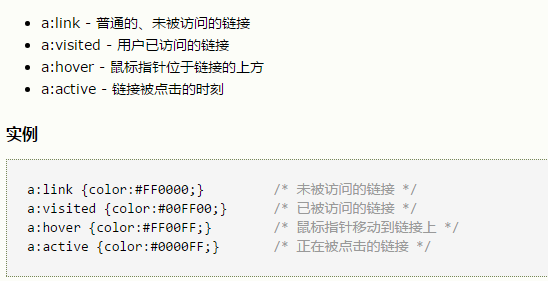 a:link - 普通的、未被访问的链接
a:visited - 用户已访问的链接
a:hover - 鼠标指针位于链接的上方
a:active - 链接被点击的时刻
实例
a:link {color:#FF0000;} /* 未被访问的链接 */
a:visited {color:#00FF00;} /* 已被访问的链接 */
a:hover {color:#FF00FF;} /* 鼠标指针移动到链接上 */
a:active {color:#0000FF;} /* 正在被点击的链接 */